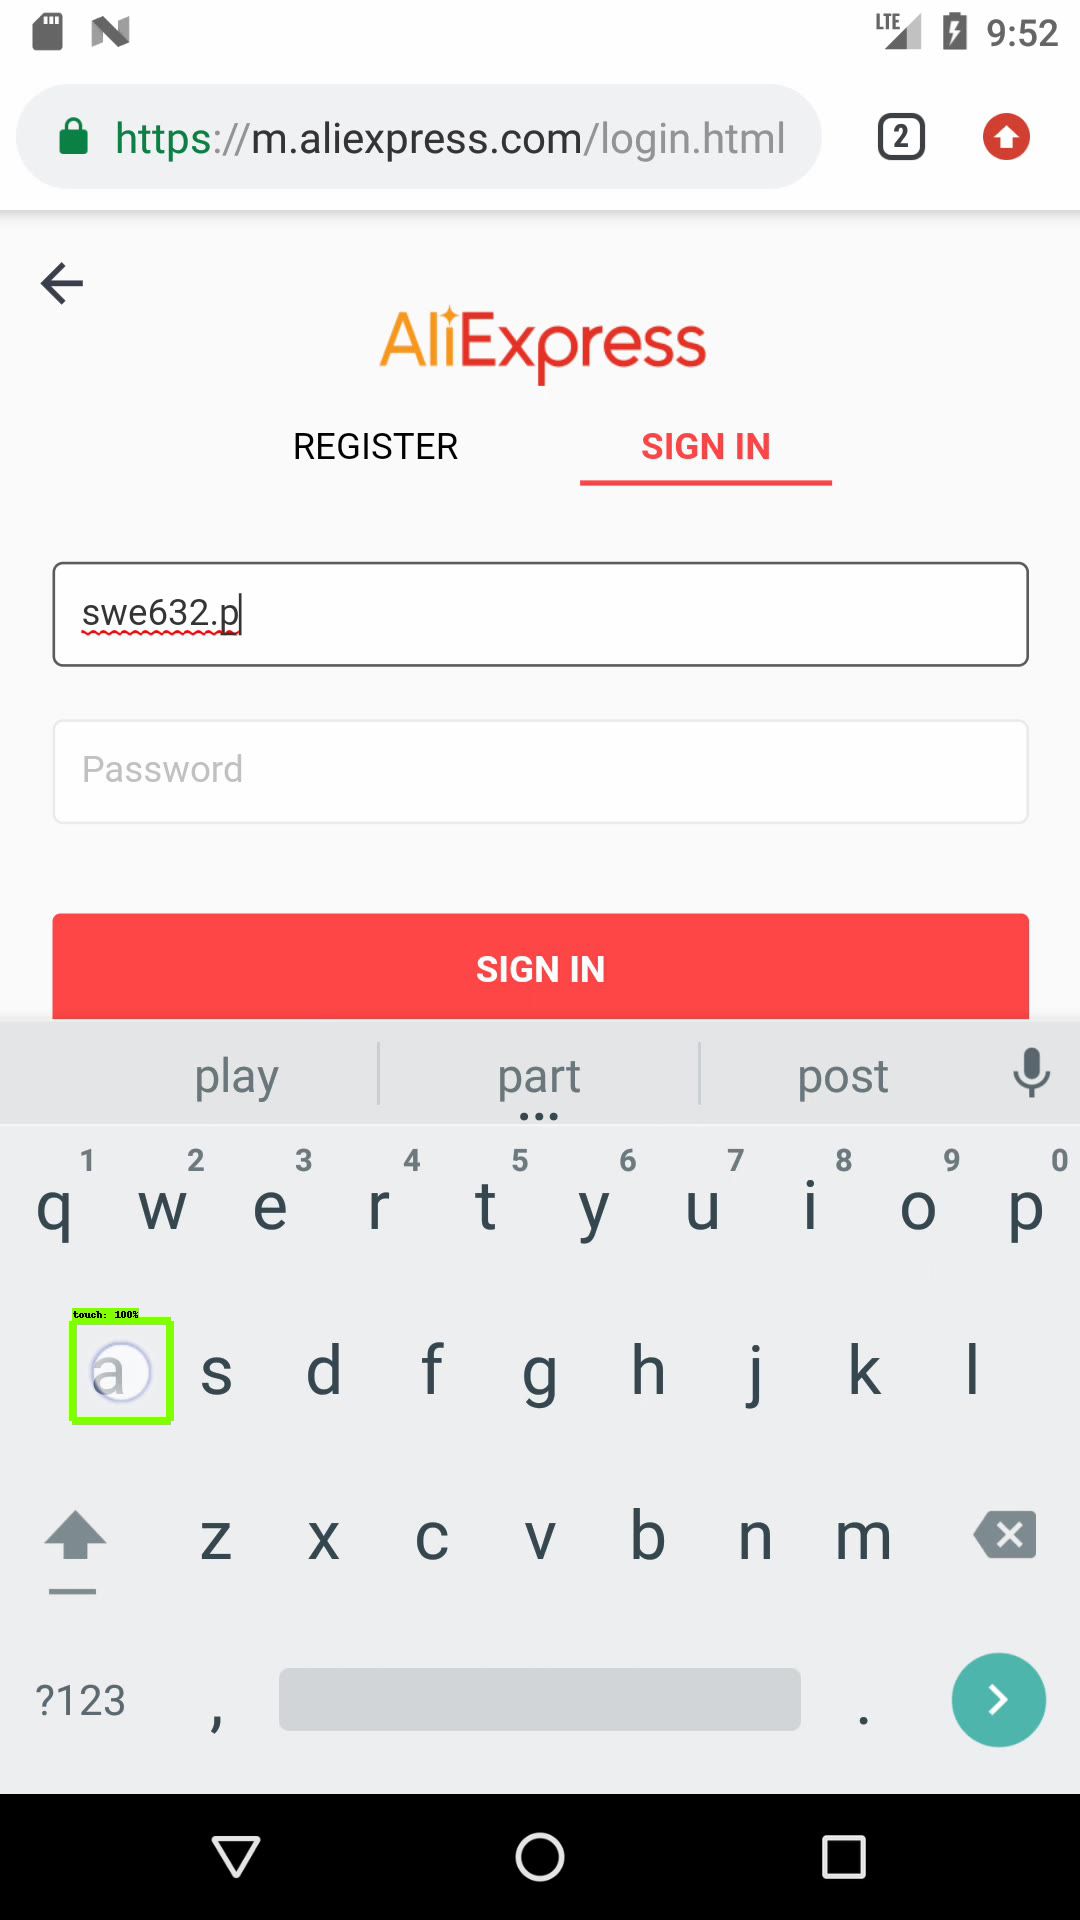 LTE 9:52
https://m.aliexpress.com/login.html 2
AliExpress
REGISTER SIGN IN
swe632.p
Password
SIGN IN
play part post
1 2 3 4 5 6 7 8 9 0
q w e r t y u i o p
touch: 100%
a s d f g h j k l
z x c v b n m
?123 , .